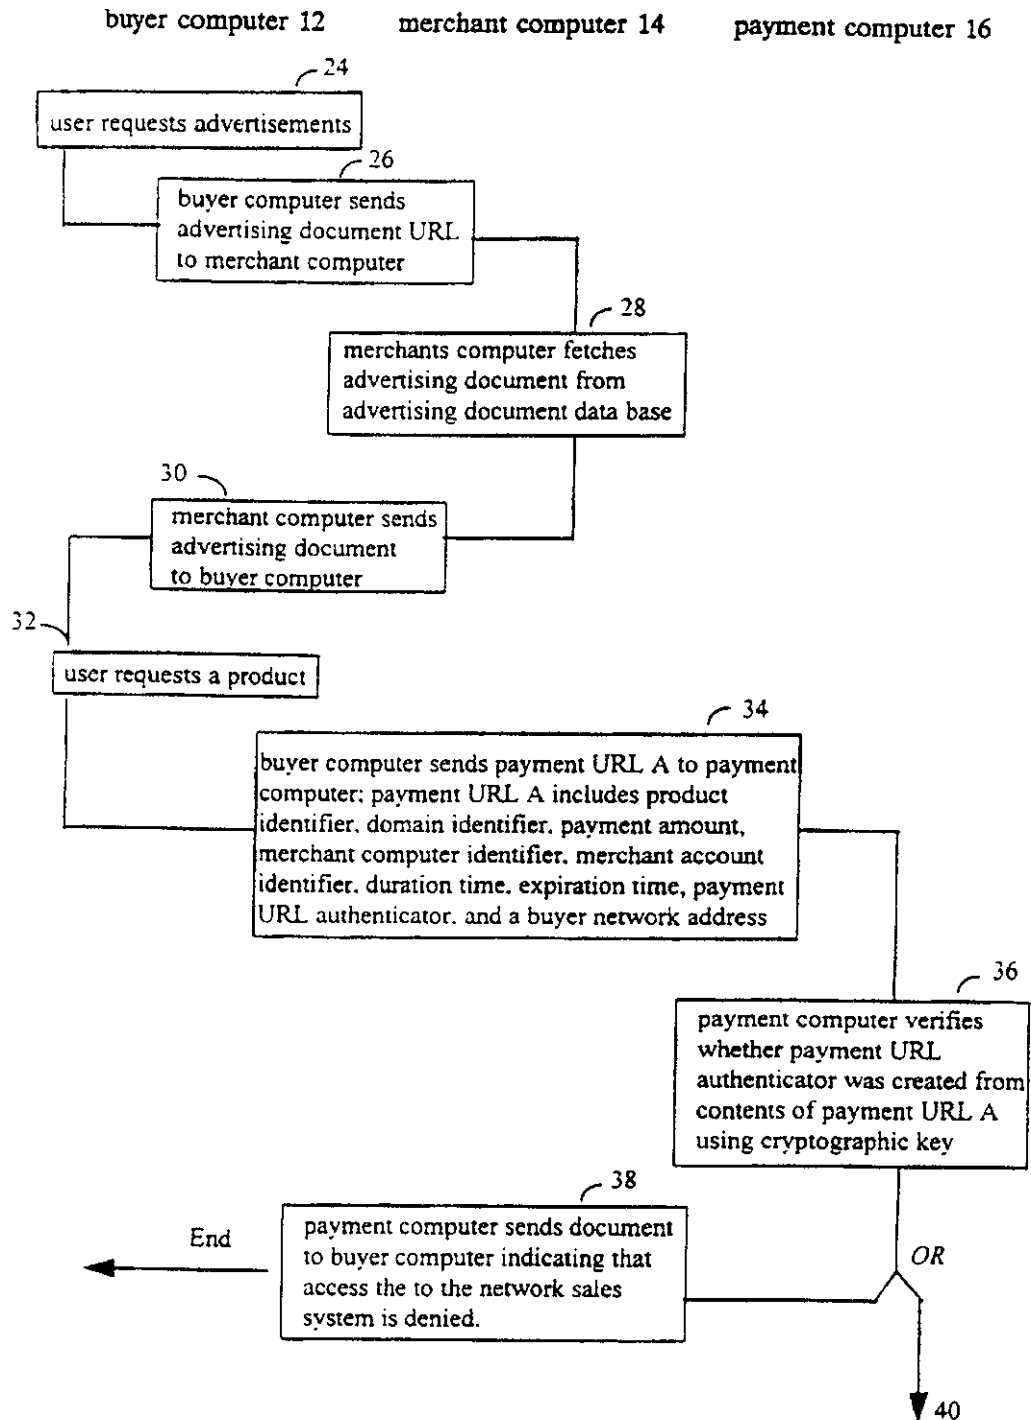 buyer computer 12 merchant computer 14 payment computer 16
24
user requests advertisements
26
buyer computer sends
advertising document URL
to merchant computer
28
merchants computer fetches
advertising document from
advertising document data base
30
merchant computer sends
advertising document
to buyer computer
32
user requests a product
34
buyer computer sends payment URL A to payment
computer; payment URL A includes product
identifier, domain identifier, payment amount,
merchant computer identifier, merchant account
identifier, duration time, expiration time, payment
URL authenticator, and a buyer network address
36
payment computer verifies
whether payment URL
authenticator was created from
contents of payment URL A
using cryptographic key
38
payment computer sends document
to buyer computer indicating that
access the to the network sales
system is denied.
End
OR
40